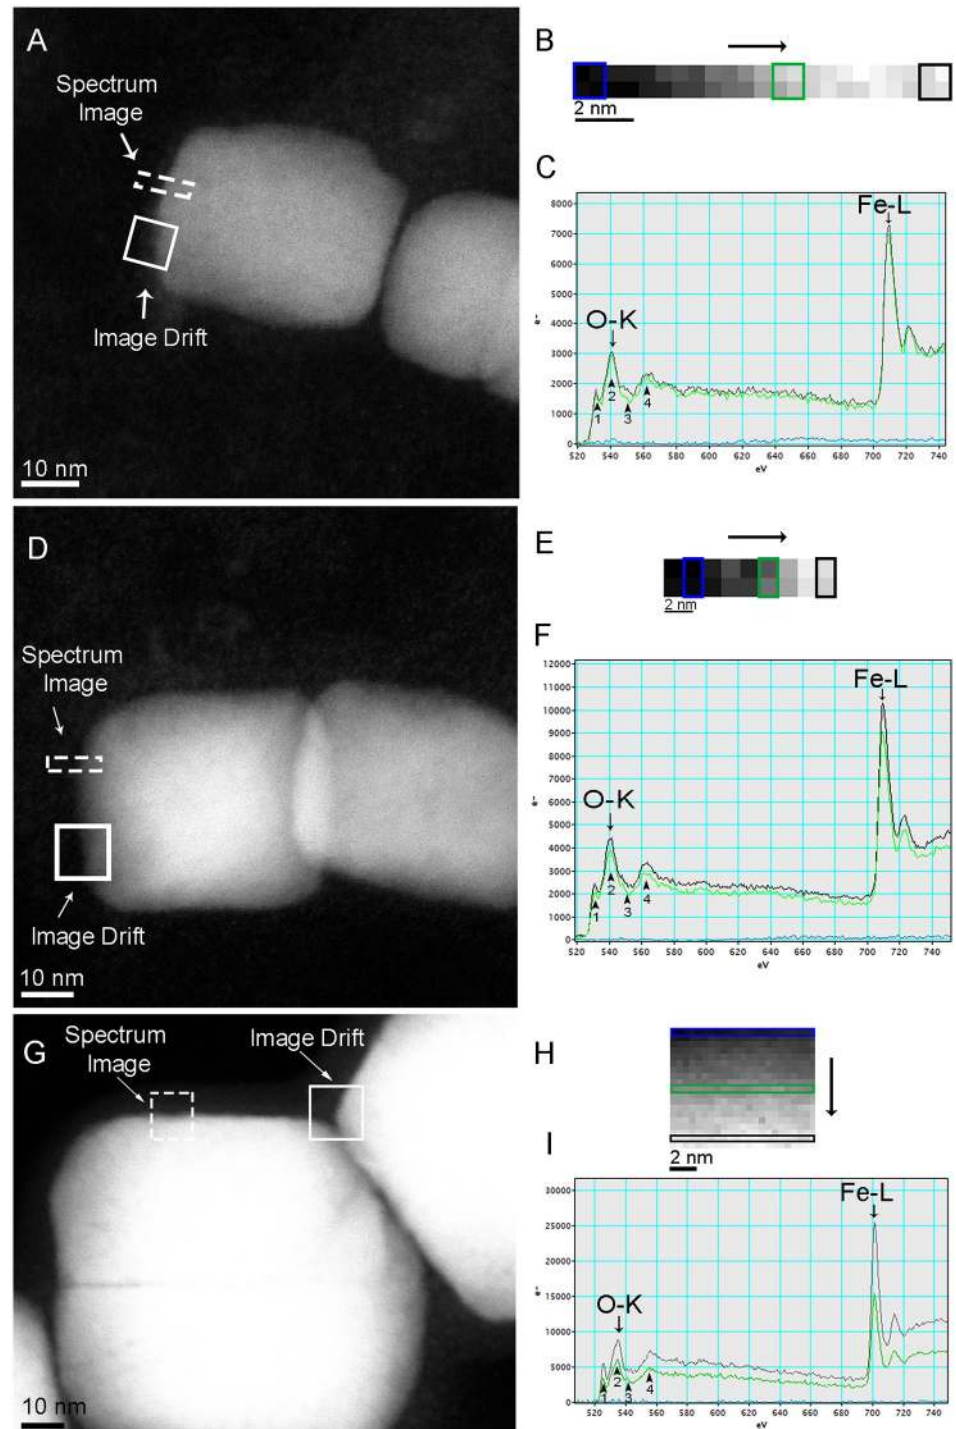 A
Spectrum
Image
Image Drift
10 nm
B
2 nm
C
Fe-L
O-K
8000
7000
6000
5000
4000
3000
2000
1000
0
e-
1
2
3
4
520 540 560 580 600 620 640 660 680 700 720 740
eV
D
Spectrum
Image
Image Drift
10 nm
E
2 nm
F
Fe-L
O-K
12000
11000
10000
9000
8000
7000
6000
5000
4000
3000
2000
1000
0
e-
1
2
3
4
520 540 560 580 600 620 640 660 680 700 720 740
eV
G
Spectrum
Image
Image Drift
10 nm
H
2 nm
I
Fe-L
O-K
30000
25000
20000
15000
10000
5000
0
e-
1
2
3
4
520 540 560 580 600 620 640 660 680 700 720 740
eV